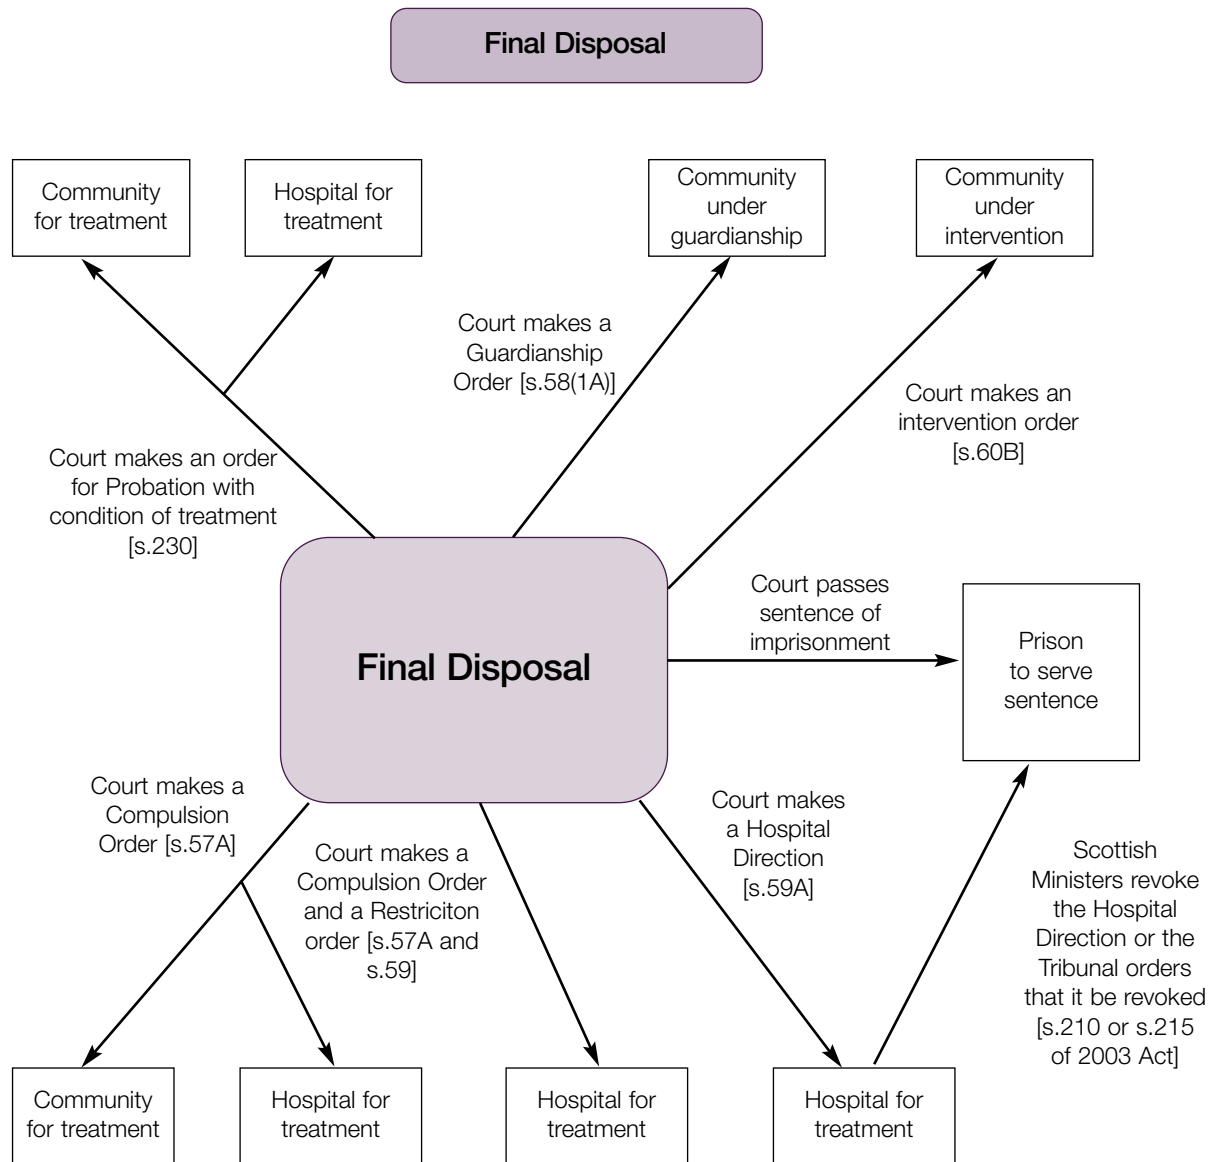 Final Disposal
Community
for treatment
Hospital for
treatment
Community
under
guardianship
Community
under
intervention
Court makes a
Guardianship
Order [s.58(1A)]
Court makes an
intervention order
[s.60B]
Court makes an order
for Probation with
condition of treatment
[s.230]
Court passes
sentence of
imprisonment
Final Disposal
Prison
to serve
sentence
Court makes a
Compulsion
Order [s.57A]
Court makes a
Compulsion Order
and a Restriciton
order [s.57A and
s.59]
Court makes
a Hospital
Direction
[s.59A]
Scottish
Ministers revoke
the Hospital
Direction or the
Tribunal orders
that it be revoked
[s.210 or s.215
of 2003 Act]
Community
for treatment
Hospital for
treatment
Hospital for
treatment
Hospital for
treatment